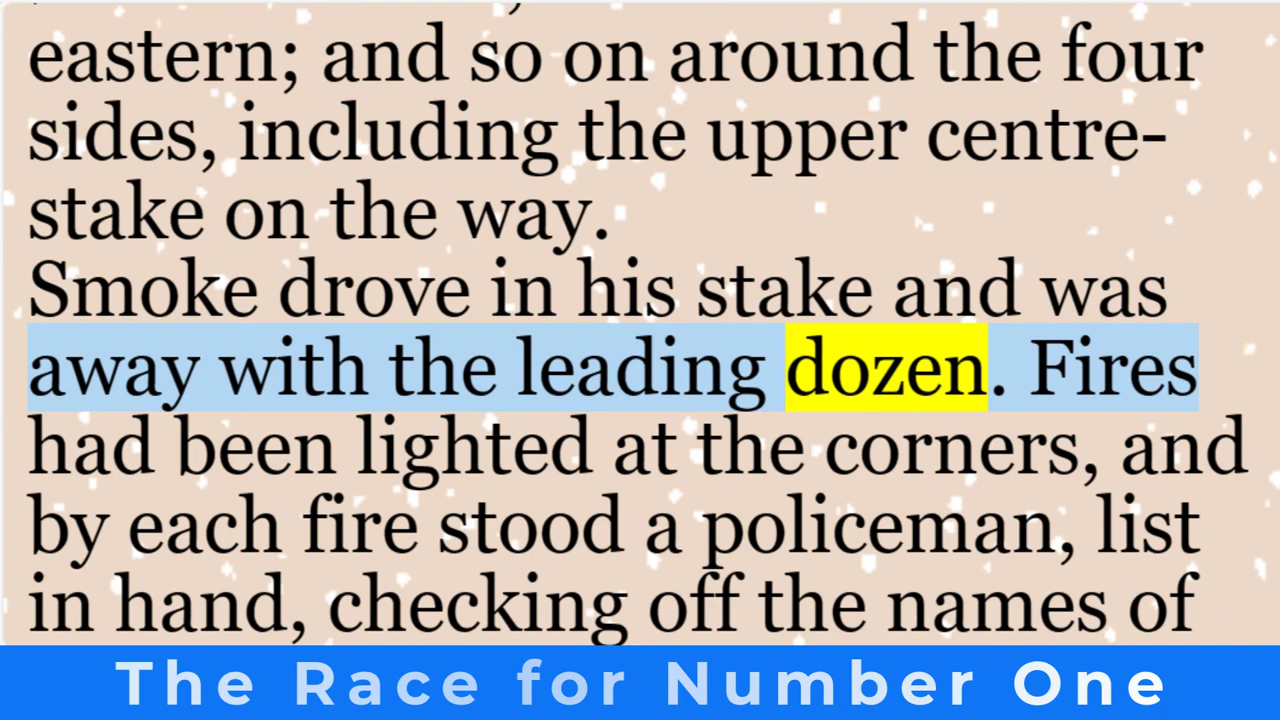 eastern; and so on around the four
sides, including the upper centre-
stake on the way.
Smoke drove in his stake and was
away with the leading dozen. Fires
had been lighted at the corners, and
by each fire stood a policeman, list
in hand, checking off the names of
The Race for Number One